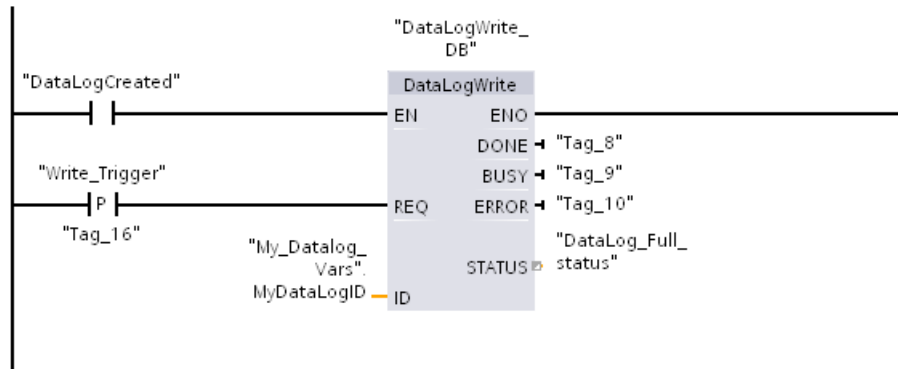 "DataLogWrite_
DB"
"DataLogCreated"
DataLogWrite
EN ENO
DONE "Tag_8"
"Write_Trigger"
BUSY "Tag_9"
P
REQ ERROR "Tag_10"
"Tag_16"
"My_Datalog_
Vars".
MyDataLogID
"DataLog_Full_
STATUS status"
ID